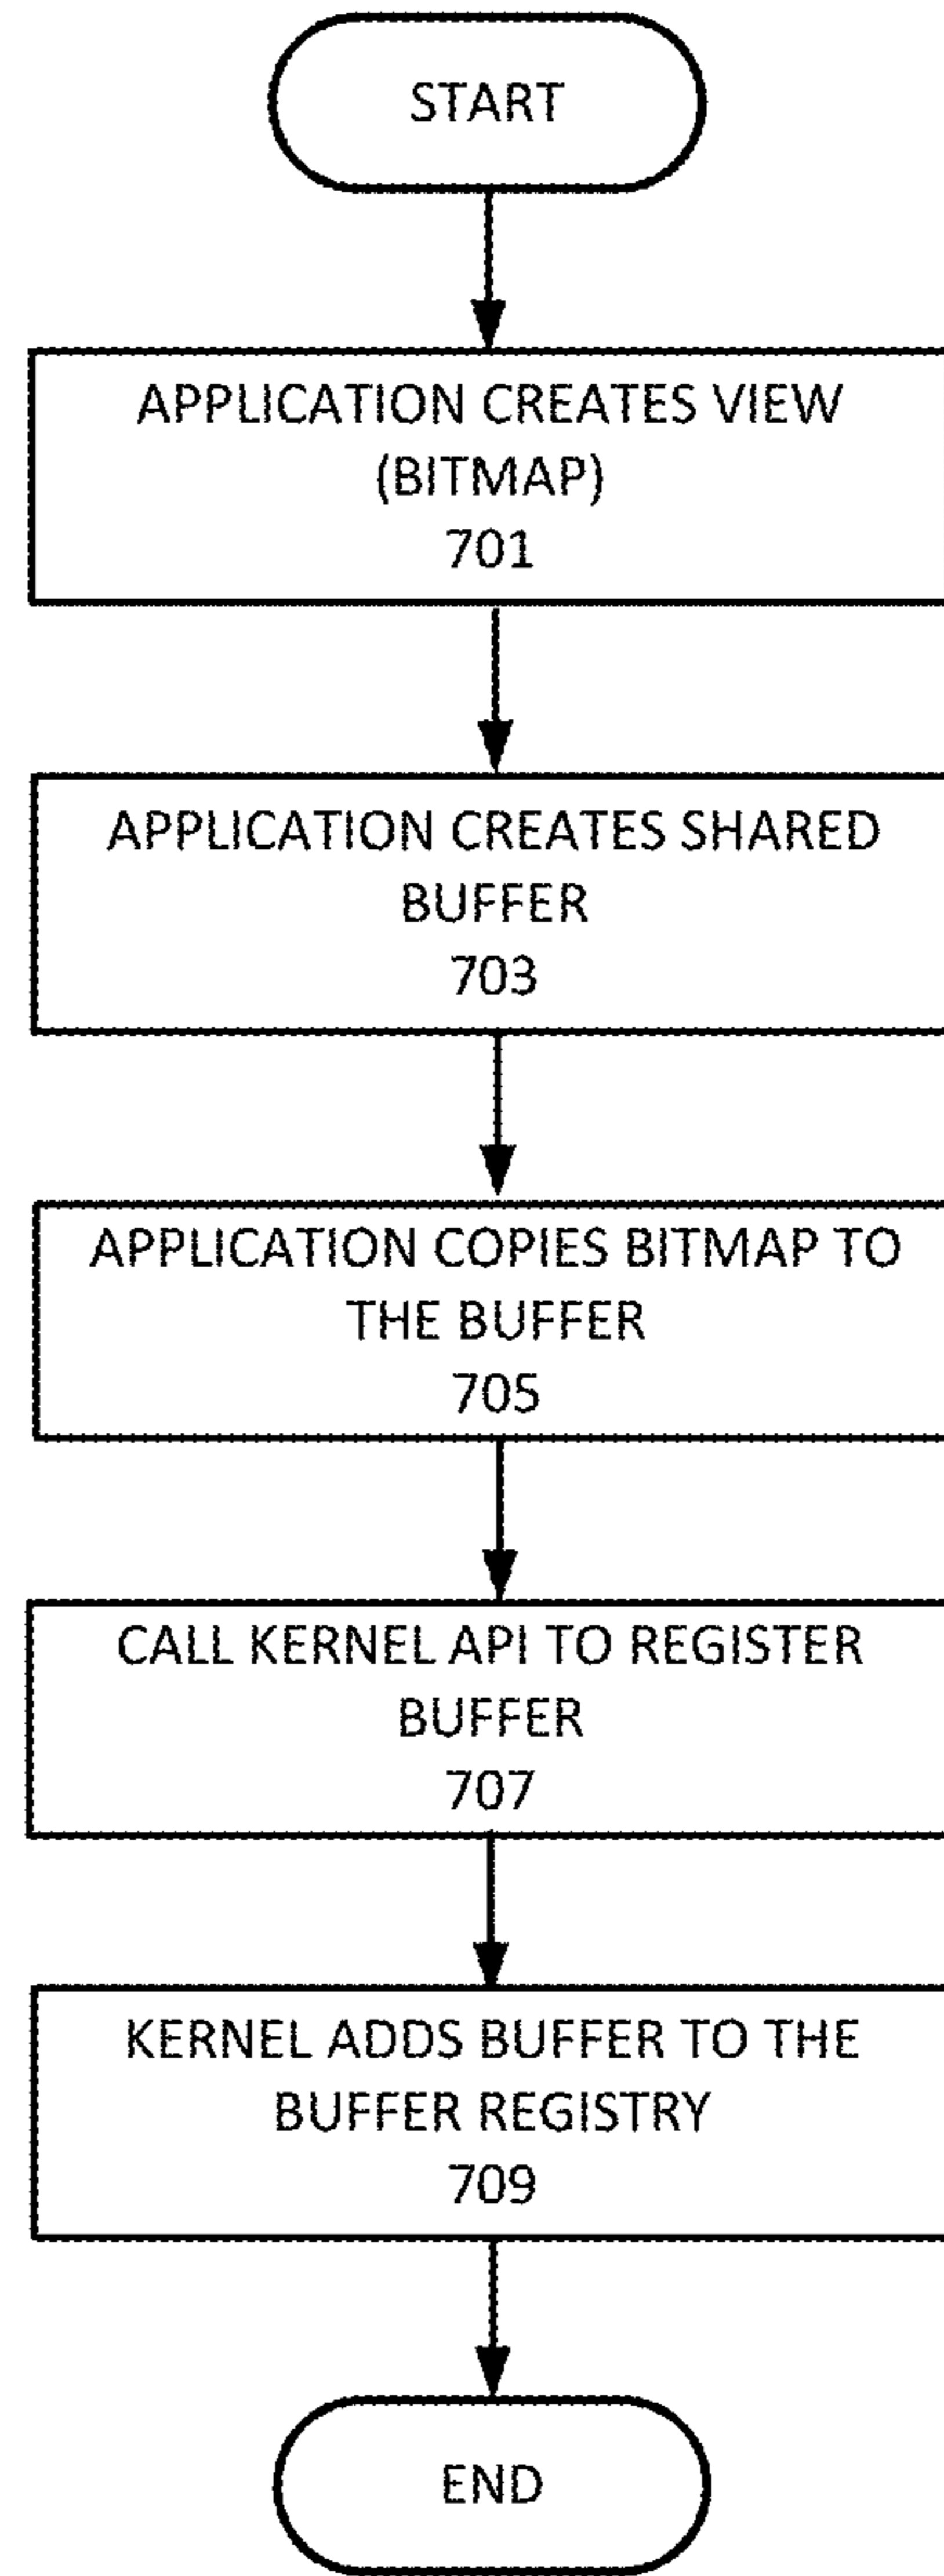 START
APPLICATION CREATES VIEW
(BITMAP)
701
APPLICATION CREATES SHARED
BUFFER
703
APPLICATION COPIES BITMAP TO
THE BUFFER
705
CALL KERNEL API TO REGISTER
BUFFER
707
KERNEL ADDS BUFFER TO THE
BUFFER REGISTRY
709
END